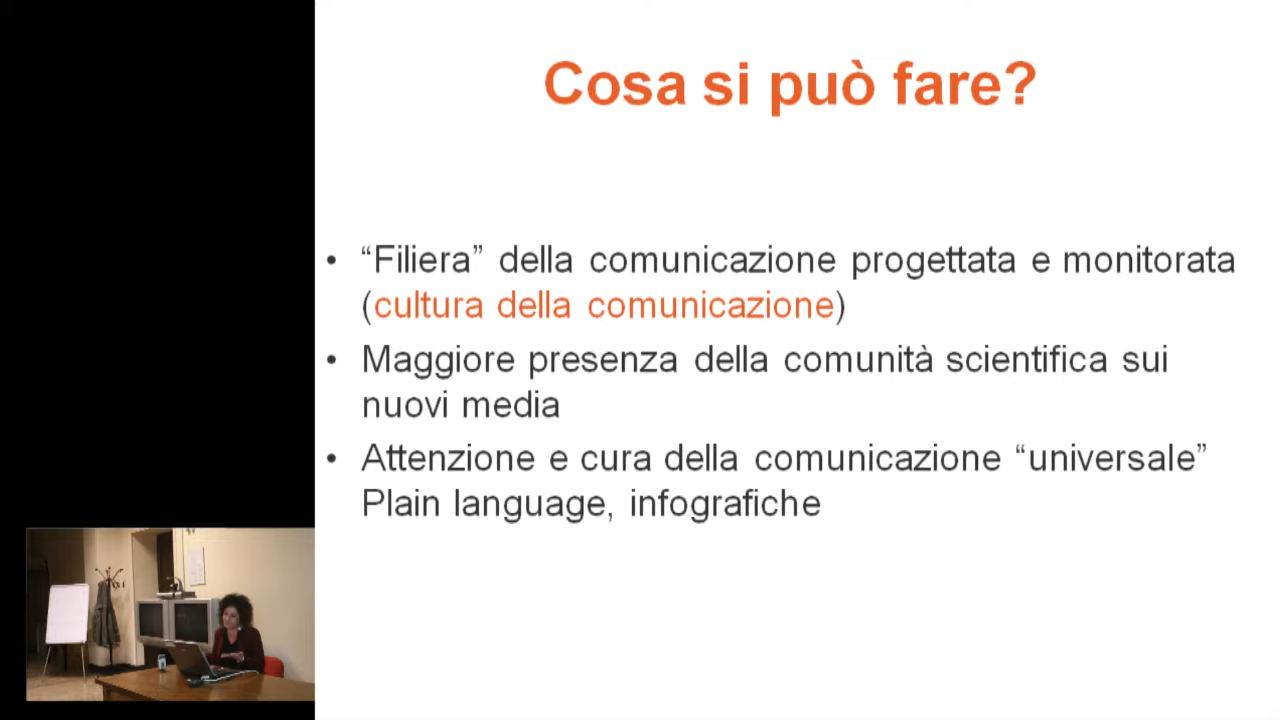 Cosa si può fare?
• “Filiera” della comunicazione progettata e monitorata
(cultura della comunicazione)
• Maggiore presenza della comunità scientifica sui
nuovi media
• Attenzione e cura della comunicazione “universale”
Plain language, infografiche